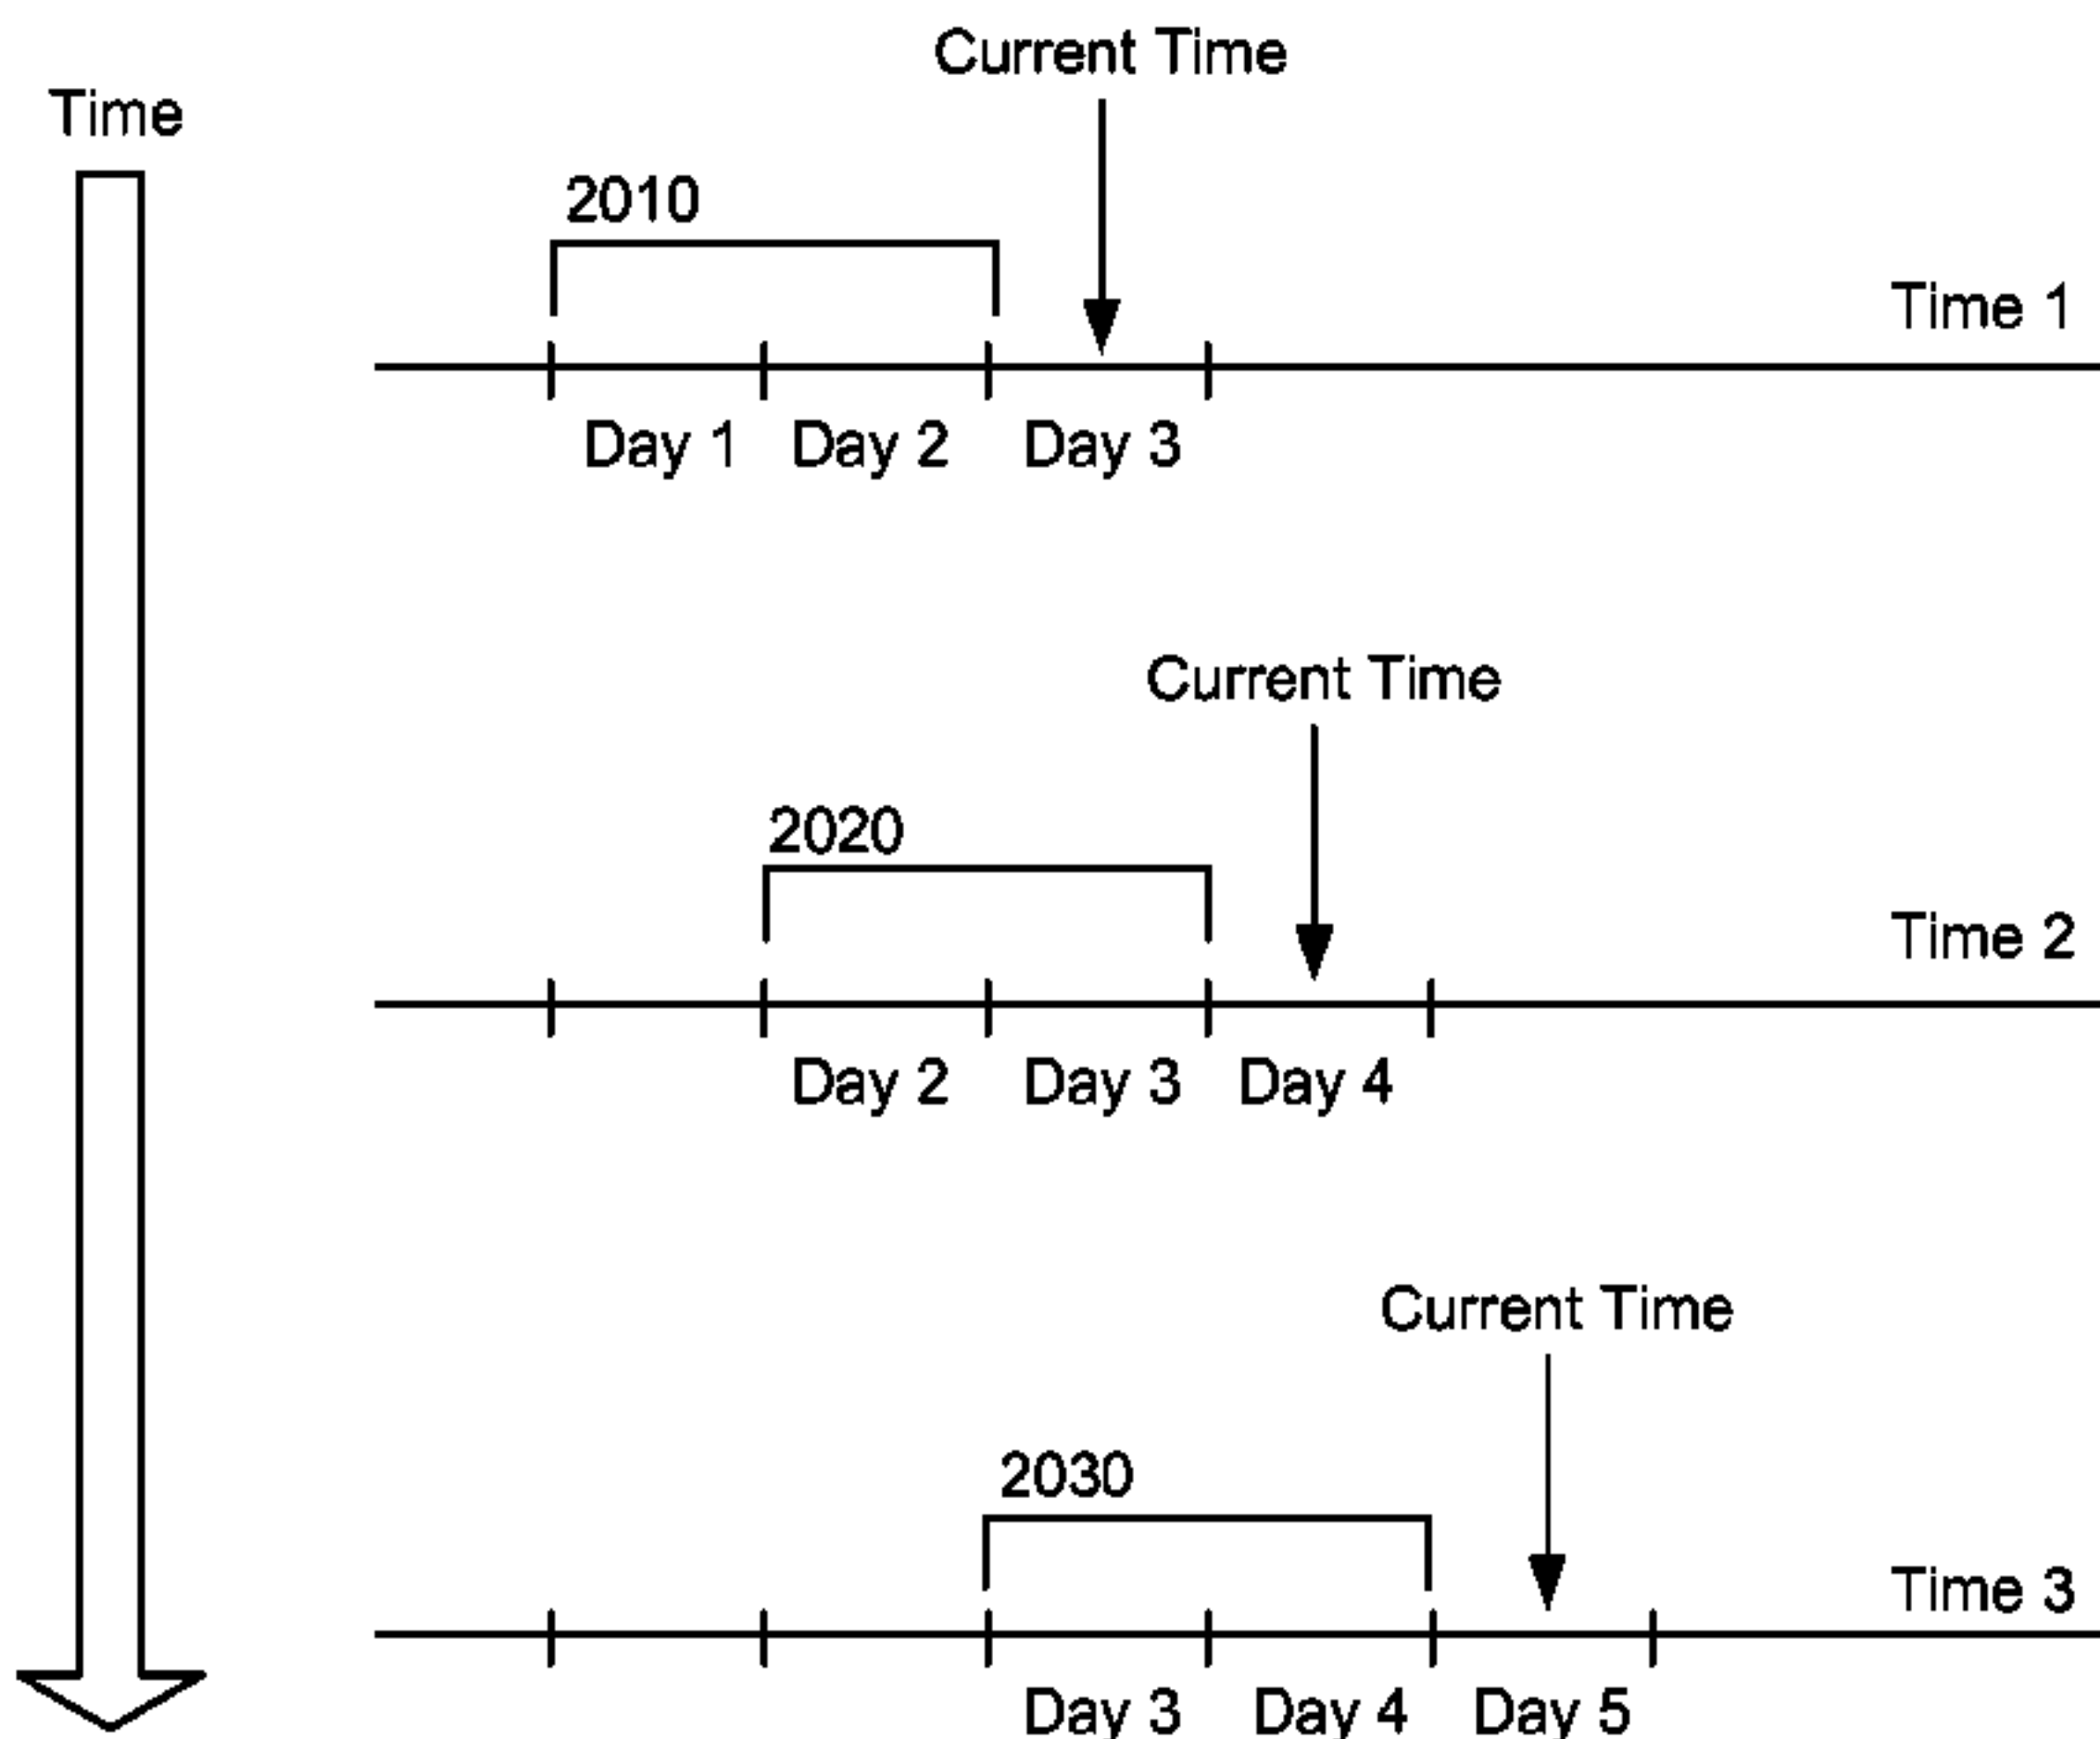 Current Time
Time
2010
Time 1
Day 1 Day 2 Day 3
Current Time
2020
Time 2
Day 2 Day 3 Day 4
Current Time
2030
Time 3
Day 3 Day 4 Day 5